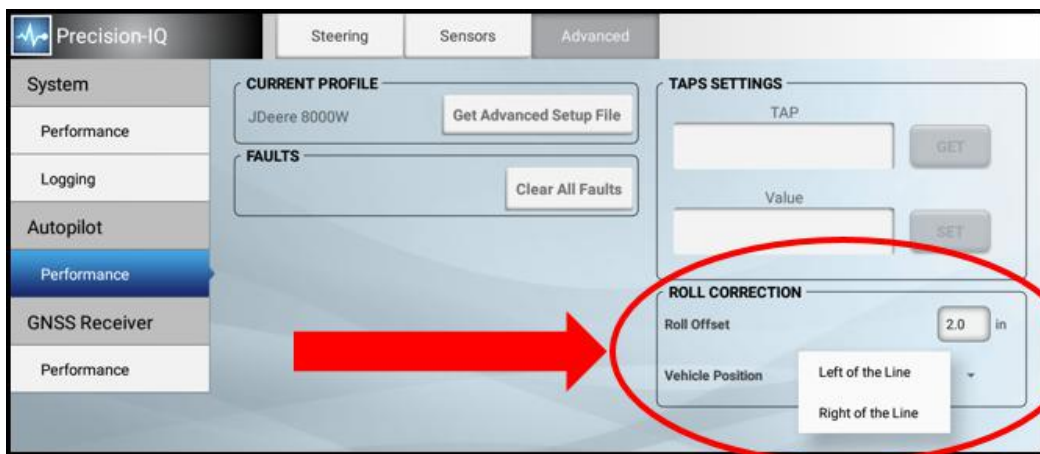 Precision-IQ
Steering
Sensors
Advanced
System
Performance
Logging
Autopilot
Performance
GNSS Receiver
Performance
CURRENT PROFILE
JDeere 8000W
Get Advanced Setup File
FAULTS
Clear All Faults
TAPS SETTINGS
TAP
GET
Value
SET
ROLL CORRECTION
Roll Offset
2.0 in
Vehicle Position
Left of the Line
Right of the Line